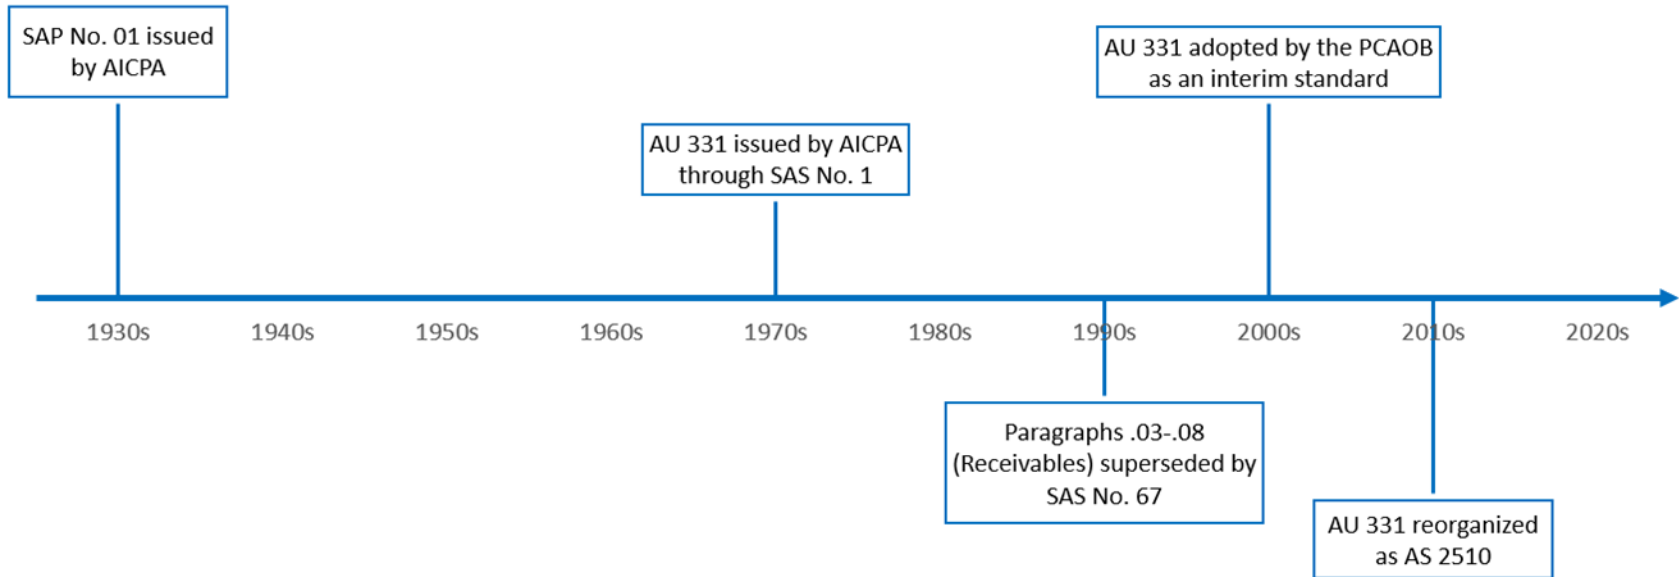 SAP No. 01 issued
by AICPA
AU 331 adopted by the PCAOB
as an interim standard
AU 331 issued by AICPA
through SAS No. 1
1930s
1940s
1950s
1960s
1970s
1980s
1990s
2000s
2010s
2020s
Paragraphs .03-.08
(Receivables) superseded by
SAS No. 67
AU 331 reorganized
as AS 2510